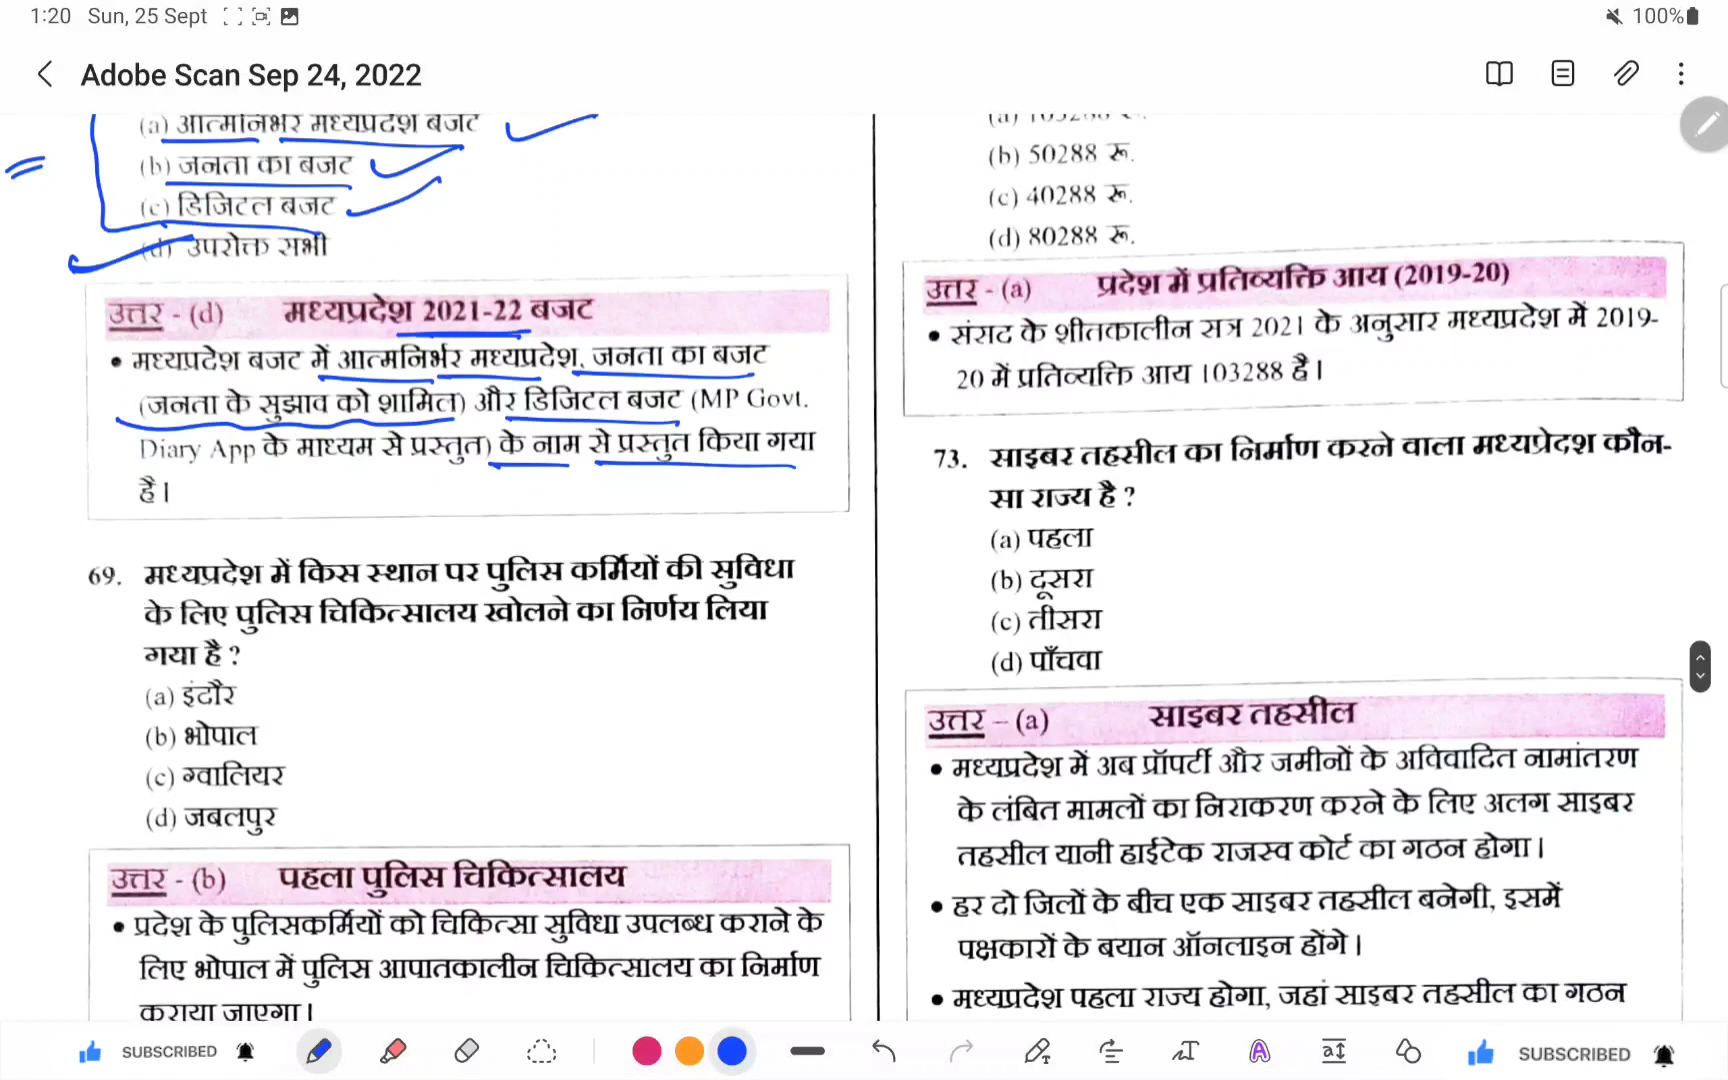 1:20 Sun, 25 Sept
100%
Adobe Scan Sep 24, 2022
(a) आत्मनिर्भर मध्यप्रदेश बजट
(b) जनता का बजट
(c) डिजिटल बजट
(d) उपरोक्त सभी
उत्तर - (d) मध्यप्रदेश 2021-22 बजट
• मध्यप्रदेश बजट में आत्मनिर्भर मध्यप्रदेश, जनता का बजट
(जनता के सुझाव को शामिल) और डिजिटल बजट (MP Govt.
Diary App के माध्यम से प्रस्तुत) के नाम से प्रस्तुत किया गया
है।
69. मध्यप्रदेश में किस स्थान पर पुलिस कर्मियों की सुविधा
के लिए पुलिस चिकित्सालय खोलने का निर्णय लिया
गया है ?
(a) इंदौर
(b) भोपाल
(c) ग्वालियर
(d) जबलपुर
उत्तर - (b) पहला पुलिस चिकित्सालय
• प्रदेश के पुलिसकर्मियों को चिकित्सा सुविधा उपलब्ध कराने के
लिए भोपाल में पुलिस आपातकालीन चिकित्सालय का निर्माण
कराया जाएगा।
(b) 50288 रू.
(c) 40288 रू.
(d) 80288 रू.
उत्तर - (a) प्रदेश में प्रतिव्यक्ति आय (2019-20)
• संसद के शीतकालीन सत्र 2021 के अनुसार मध्यप्रदेश में 2019-
20 में प्रतिव्यक्ति आय 103288 है।
73. साइबर तहसील का निर्माण करने वाला मध्यप्रेदश कौन-
सा राज्य है ?
(a) पहला
(b) दूसरा
(c) तीसरा
(d) पाँचवा
उत्तर – (a) साइबर तहसील
• मध्यप्रदेश में अब प्रॉपर्टी और जमीनों के अविवादित नामांतरण
के लंबित मामलों का निराकरण करने के लिए अलग साइबर
तहसील यानी हाईटेक राजस्व कोर्ट का गठन होगा।
• हर दो जिलों के बीच एक साइबर तहसील बनेगी, इसमें
पक्षकारों के बयान ऑनलाइन होंगे।
• मध्यप्रदेश पहला राज्य होगा, जहां साइबर तहसील का गठन
SUBSCRIBED
SUBSCRIBED